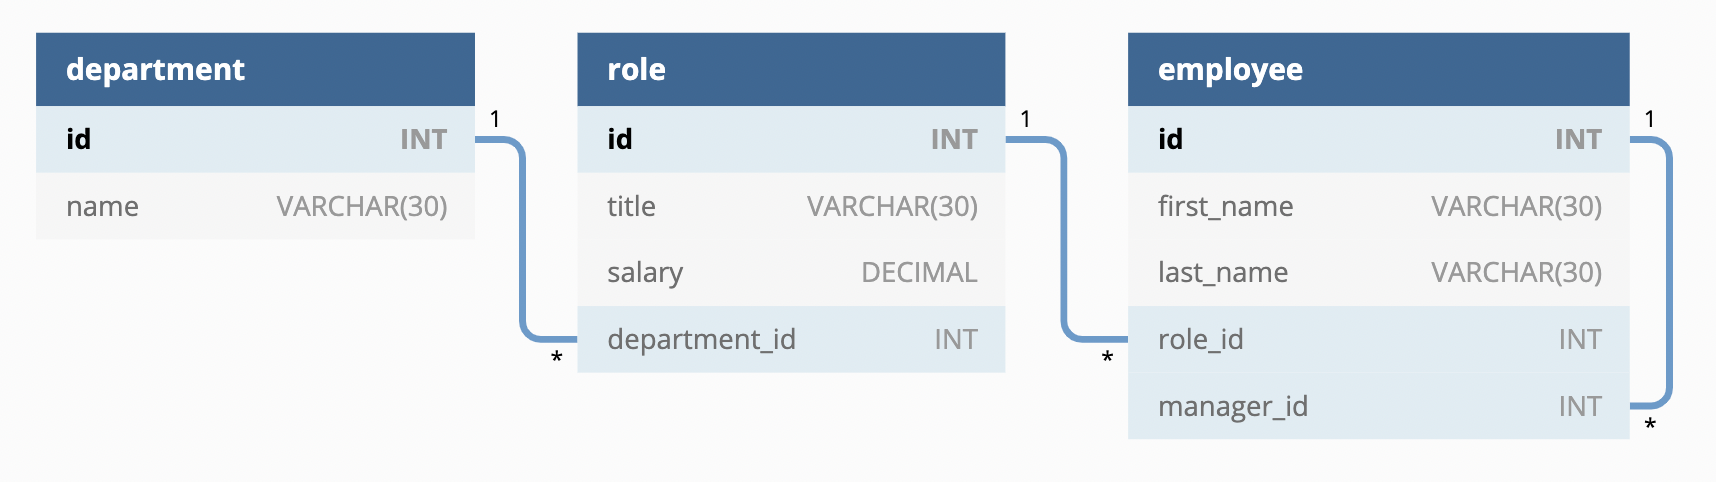 department
id INT
name VARCHAR(30)
1
*
role
id INT
title VARCHAR(30)
salary DECIMAL
department_id INT
1
*
employee
id INT
first_name VARCHAR(30)
last_name VARCHAR(30)
role_id INT
manager_id INT
1
*